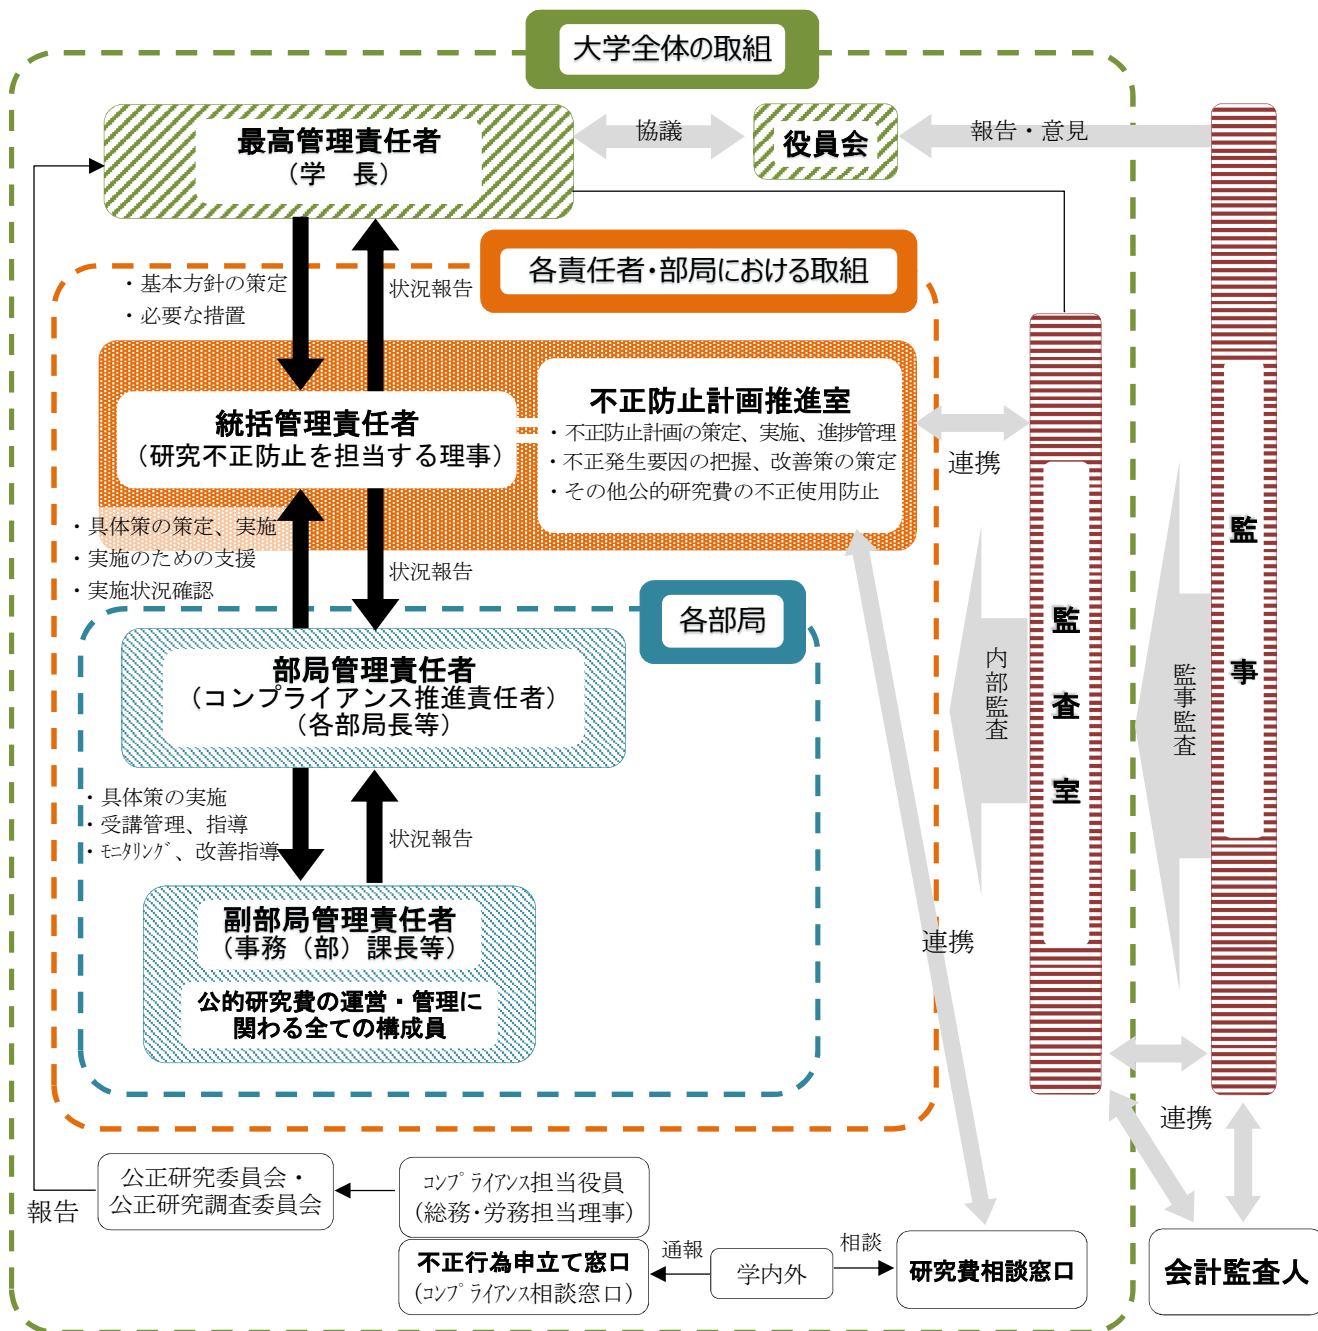 大学全体の取組
最高管理責任者
（学　長）
協議
役員会
報告・意見
各責任者・部局における取組
・基本方針の策定
・必要な措置
状況報告
統括管理責任者
（研究不正防止を担当する理事）
不正防止計画推進室
・不正防止計画の策定、実施、進捗管理
・不正発生要因の把握、改善策の策定
・その他公的研究費の不正使用防止
連携
・具体策の策定、実施
・実施のための支援
・実施状況確認
状況報告
各部局
部局管理責任者
（コンプライアンス推進責任者）
（各部局長等）
内部監査
監査室
監事監査
監事
・具体策の実施
・受講管理、指導
・ﾓﾆﾀﾘﾝｸﾞ、改善指導
状況報告
副部局管理責任者
（事務（部）課長等）
公的研究費の運営・管理に
関わる全ての構成員
連携
連携
報告
公正研究委員会・
公正研究調査委員会
ｺﾝﾌﾟﾗｲｱﾝｽ担当役員
(総務・労務担当理事)
不正行為申立て窓口
(ｺﾝﾌﾟﾗｲｱﾝｽ相談窓口)
通報
学内外
相談
研究費相談窓口
会計監査人